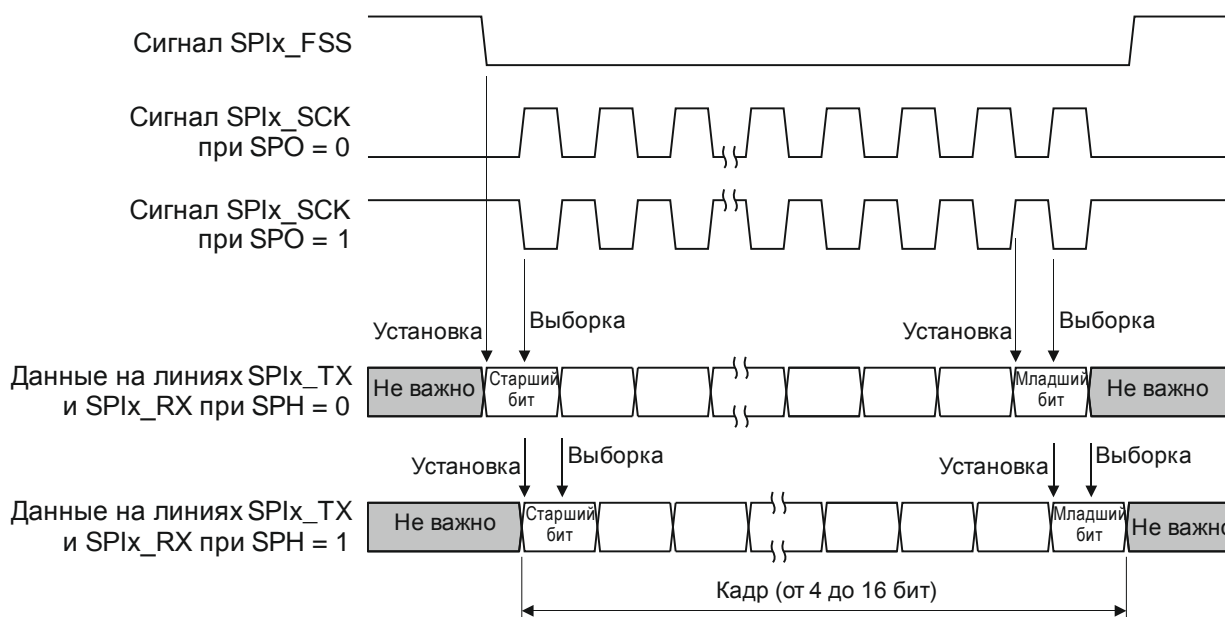 Сигнал SPIx_FSS
Сигнал SPIx_SCK
при SPO = 0
Сигнал SPIx_SCK
при SPO = 1
Установка
Выборка
Установка
Выборка
Данные на линиях SPIx_TX
и SPIx_RX при SPH = 0
Не важно
Старший
бит
Младший
бит
Не важно
Установка
Выборка
Установка
Выборка
Данные на линиях SPIx_TX
и SPIx_RX при SPH = 1
Не важно
Старший
бит
Младший
бит
Не важно
Кадр (от 4 до 16 бит)